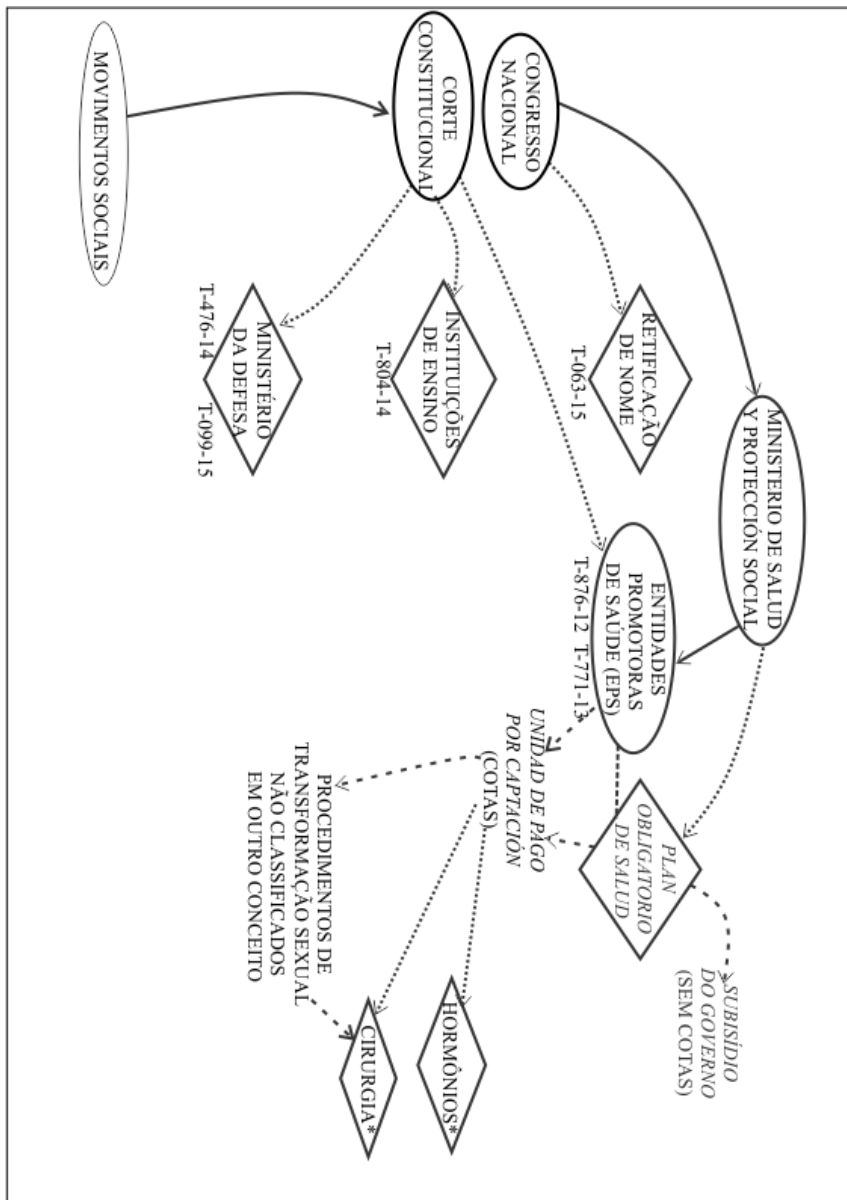 MINISTERIO DE SALUD
Y PROTECCIÓN SOCIAL
SUBISÍDIO
DO GOVERNO
(SEM COTAS)
PLAN
OBLIGATORIO
DE SALUD
RETIFICAÇÃO
DE NOME
T-063-15
ENTIDADES
PROMOTORAS
DE SAÚDE (EPS)
T-876-12 T-771-13
CONGRESSO
NACIONAL
UNIDAD DE PAGO
POR CAPTACIÓN
(COTAS)
CORTE
CONSTITUCIONAL
INSTITUIÇÕES
DE ENSINO
T-804-14
HORMÔNIOS*
PROCEDIMENTOS DE
TRANSFORMAÇÃO SEXUAL
NÃO CLASSIFICADOS
EM OUTRO CONCEITO
CIRURGIA*
MINISTÉRIO
DA DEFESA
T-476-14 T-099-15
MOVIMENTOS SOCIAIS